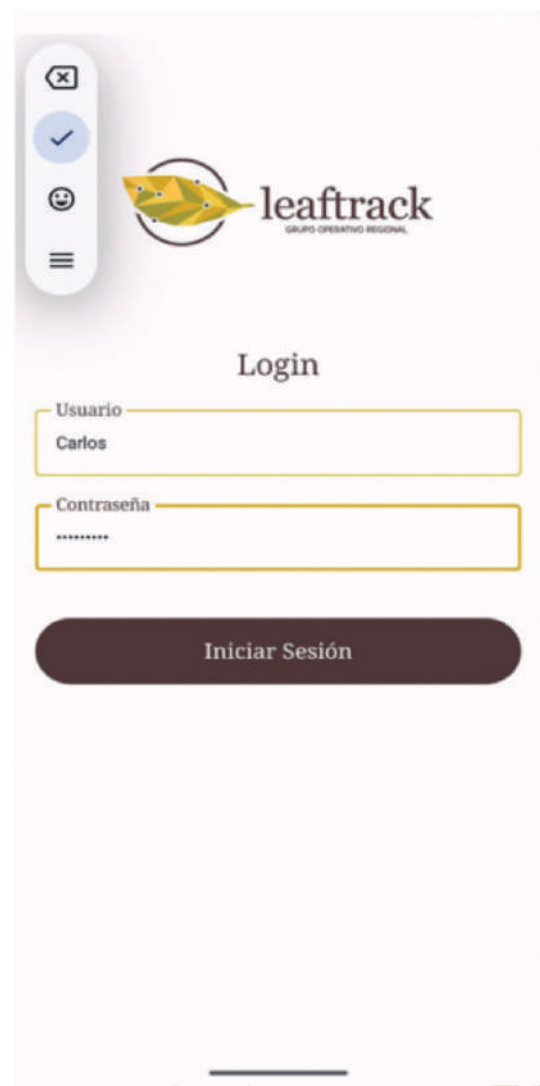 leaftrack
GRUPO OPERATIVO REGIONAL
Login
Usuario
Carlos
Contraseña
•••••••••
Iniciar Sesión